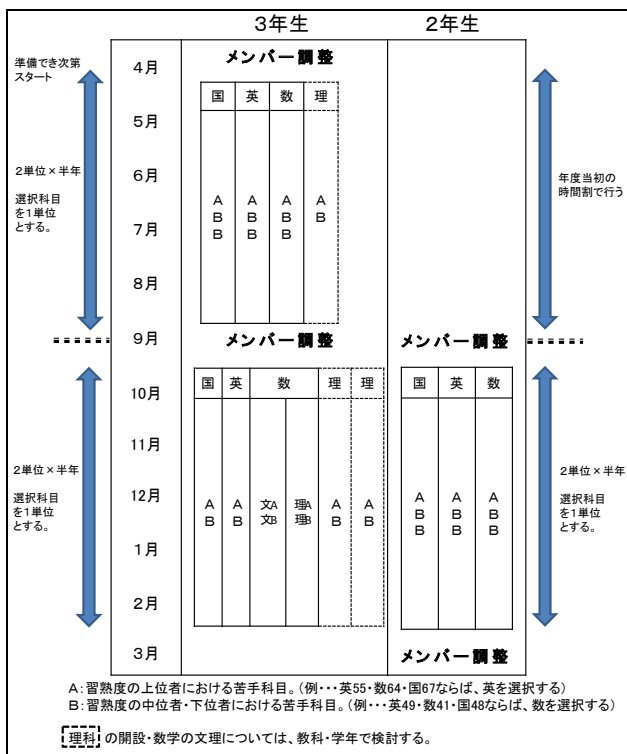 3年生 2年生
準備でき次第
スタート
4月
メンバー調整
国 英 数 理
5月
2単位×半年
選択科目
を1単位
とする。
6月
A A A A
B B B B
B B B
7月
年度当初の
時間割で行う
8月
9月
メンバー調整 メンバー調整
国 英 数 理 理
国 英 数
10月
11月
2単位×半年
選択科目
を1単位
とする。
12月
A A 文A 理A A A
B B 文B 理B B B
A A A
B B B
B B B
2単位×半年
選択科目
を1単位
とする。
1月
2月
3月
メンバー調整
A:習熟度の上位者における苦手科目。(例・・・英55・数64・国67ならば、英を選択する)
B:習熟度の中位者・下位者における苦手科目。(例・・・英49・数41・国48ならば、数を選択する)
理科 の開設・数学の文理については、教科・学年で検討する。